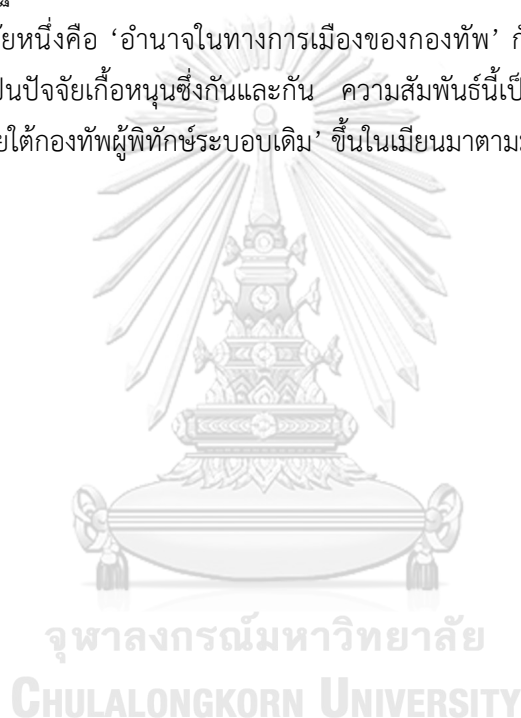 ัยหนึ่งคือ ‘อำนาจในทางการเมืองของกองทัพ’ กั
ป็นปัจจัยเกื้อหนุนซึ่งกันและกัน ความสัมพันธ์นี้เป็
ยใต้กองทัพผู้พิทักษ์ระบอบเดิม’ ขึ้นในเมียนมาตาม
จุฬาลงกรณ์มหาวิทยาลัย
CHULALONGKORN UNIVERSITY